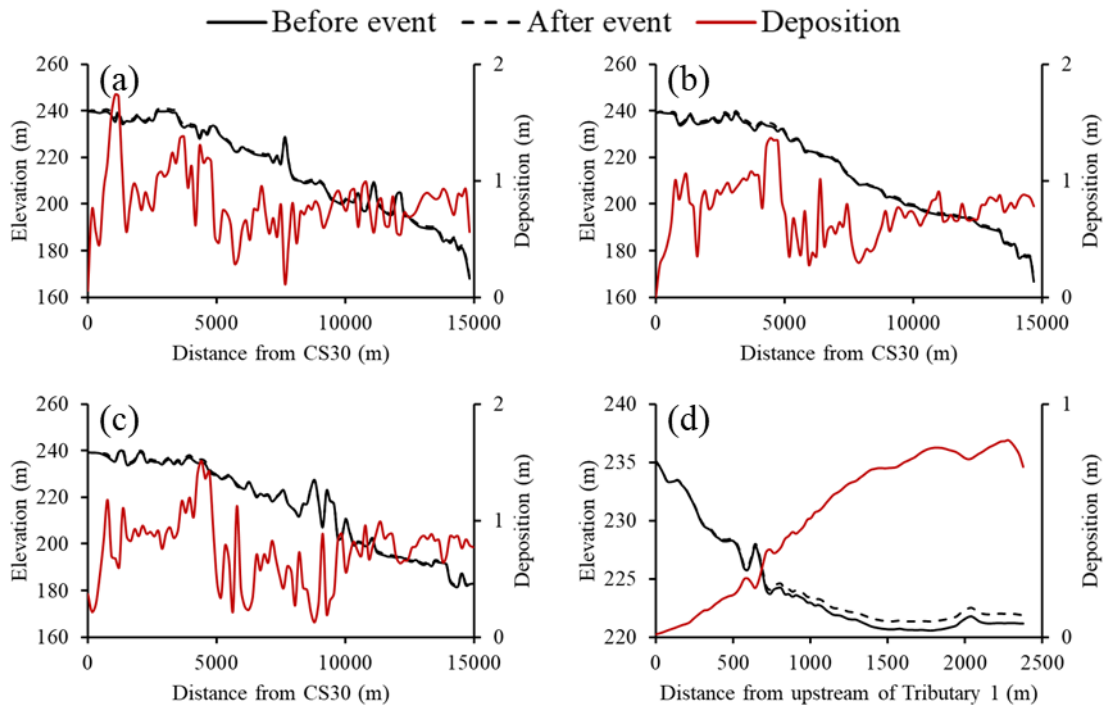 Before event After event Deposition
(a)
260
240
220
200
180
160
Elevation (m)
2
1
0
Deposition (m)
0 5000 10000 15000
Distance from CS30 (m)
(b)
260
240
220
200
180
160
Elevation (m)
2
1
0
Deposition (m)
0 5000 10000 15000
Distance from CS30 (m)
(c)
260
240
220
200
180
160
Elevation (m)
2
1
0
Deposition (m)
0 5000 10000 15000
Distance from CS30 (m)
(d)
240
235
230
225
220
Elevation (m)
1
0
Deposition (m)
0 500 1000 1500 2000 2500
Distance from upstream of Tributary 1 (m)